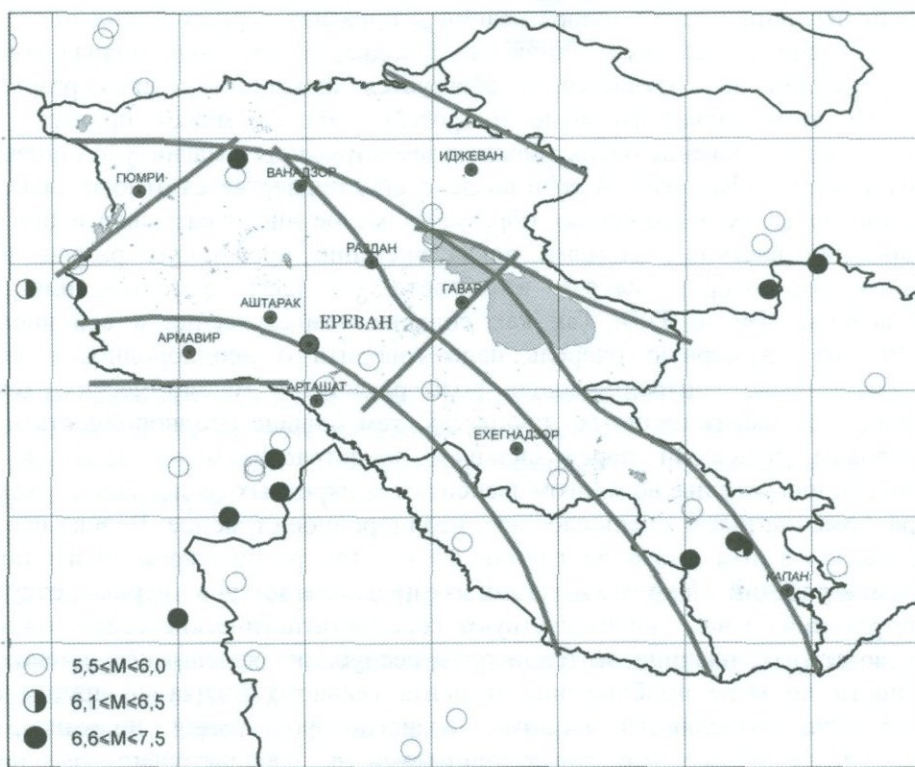 ИДЖЕВАН
ГЮМРИ
ВАНАДЗОР
РАЗДАН
ГАВАР
АШТАРАК
ЕРЕВАН
АРМАВИР
АРТАШАТ
ЕХЕГНАДЗОР
КАПАН
5,5≤M≤6,0
6,1≤M≤6,5
6,6≤M≤7,5